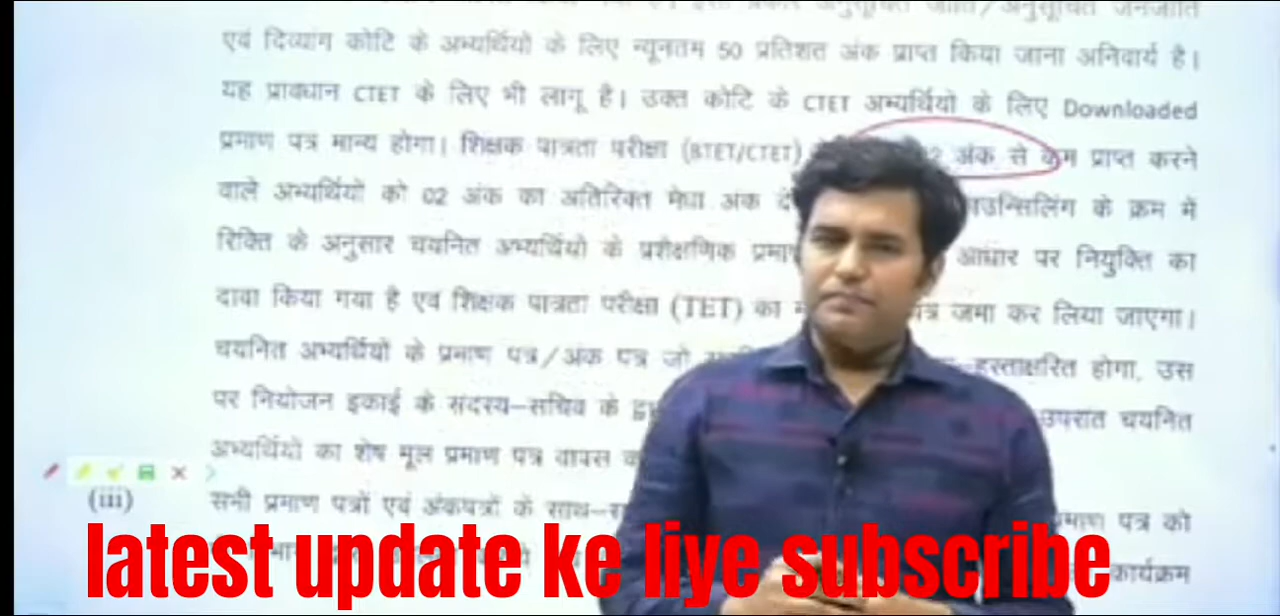 एवं दिव्यांग कोटि के अभ्यर्थियों के लिए न्यूनतम 50 प्रतिशत अंक प्राप्त किया जाना अनिवार्य है।
यह प्रावधान CTET के लिए भी लागू है। उक्त कोटि के CTET अभ्यर्थियों के लिए Downloaded
प्रमाण पत्र मान्य होगा। शिक्षक पात्रता परीक्षा (BTET/CTET) अंक से कम प्राप्त करने
वाले अभ्यर्थियों को 02 अंक का अतिरिक्त मेधा अंक के क्रम में
रिक्ति के अनुसार चयनित अभ्यर्थियों के प्रशैक्षणिक आधार पर नियुक्ति का
दावा किया गया है एवं शिक्षक पात्रता परीक्षा (TET) का जमा कर लिया जाएगा।
चयनित अभ्यर्थियों के प्रमाण पत्र/अंक पत्र जो हस्ताक्षरित होगा, उस
पर नियोजन इकाई के सदस्य-सचिव के उपरांत चयनित
अभ्यर्थियों का शेष मूल प्रमाण पत्र वापस
(iii) सभी प्रमाण पत्रों एवं अंकपत्रों के साथ पत्र को
कार्यक्रम
latest update ke liye subscribe